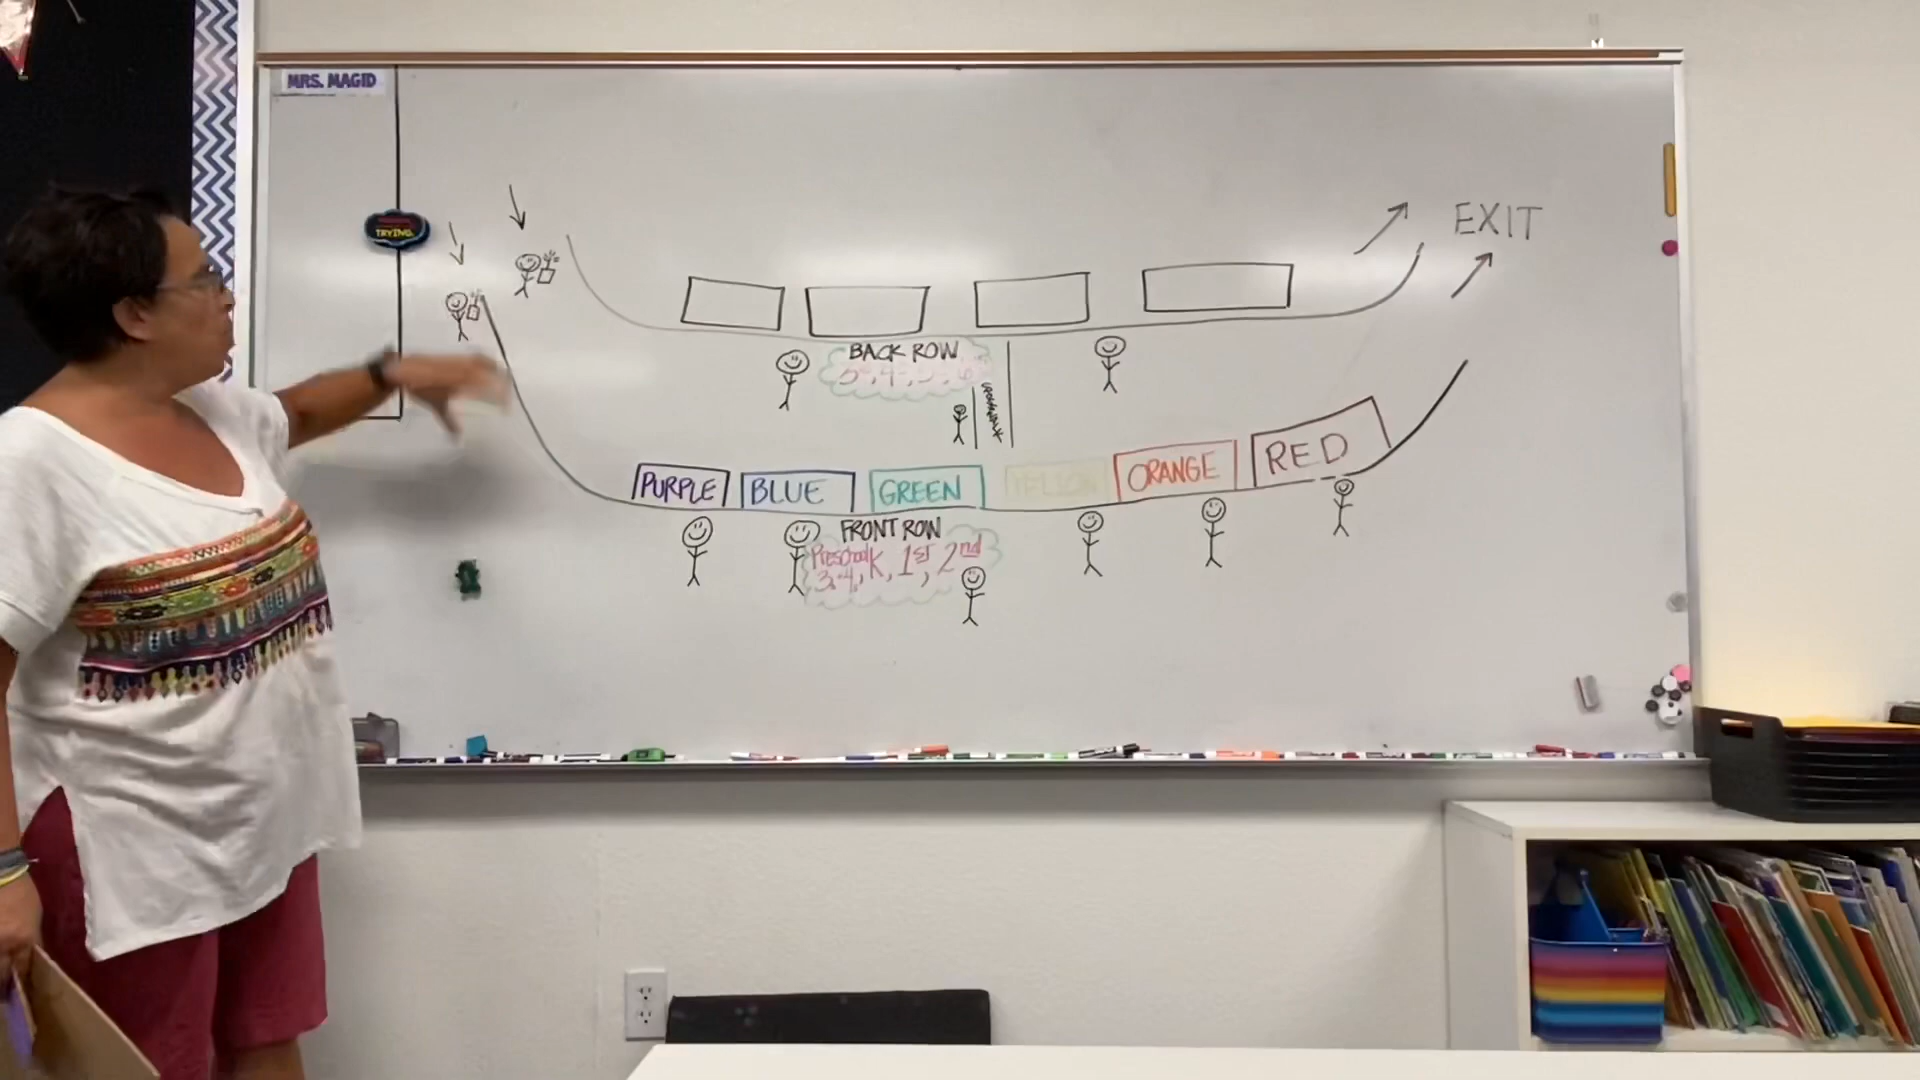 MRS. MAGID
TRYING.
EXIT
BACK ROW
CROSSWALK
PURPLE
BLUE
GREEN
YELLOW
ORANGE
RED
FRONT ROW
Preschool K, 1st, 2nd
3-4,